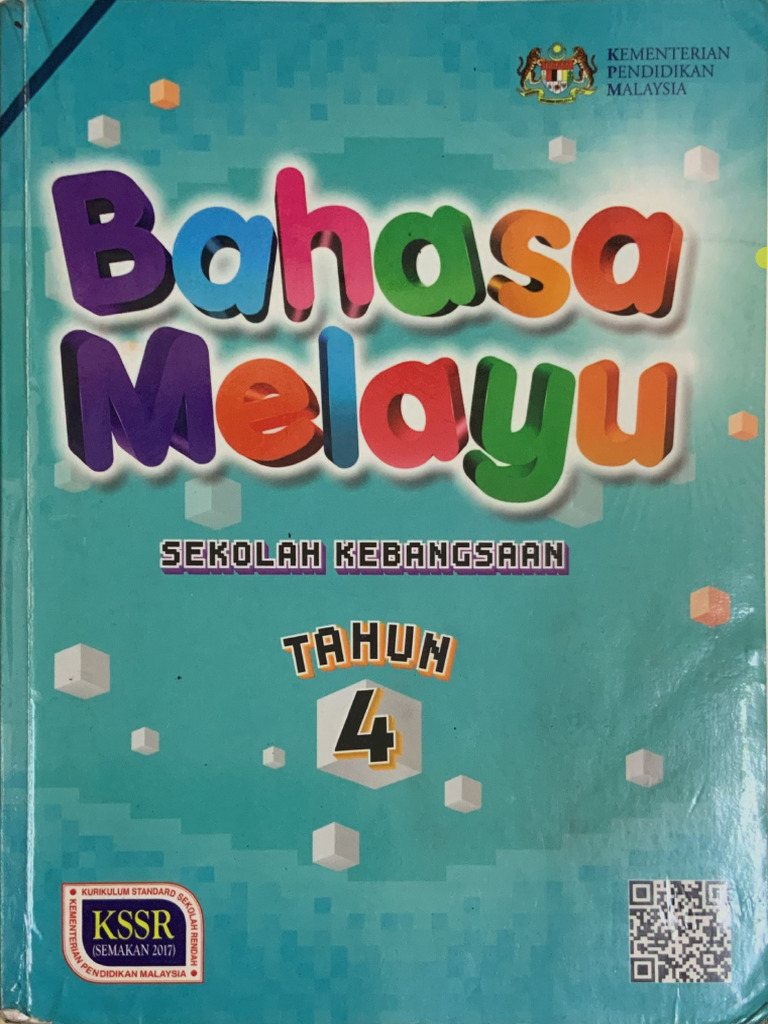 KEMENTERIAN
PENDIDIKAN
MALAYSIA
Bahasa
Melayu
SEKOLAH KEBANGSAAN
TAHUN
4
KURIKULUM STANDARD SEKOLAH RENDAH
KSSR
(SEMAKAN 2017)
KEMENTERIAN PENDIDIKAN MALAYSIA